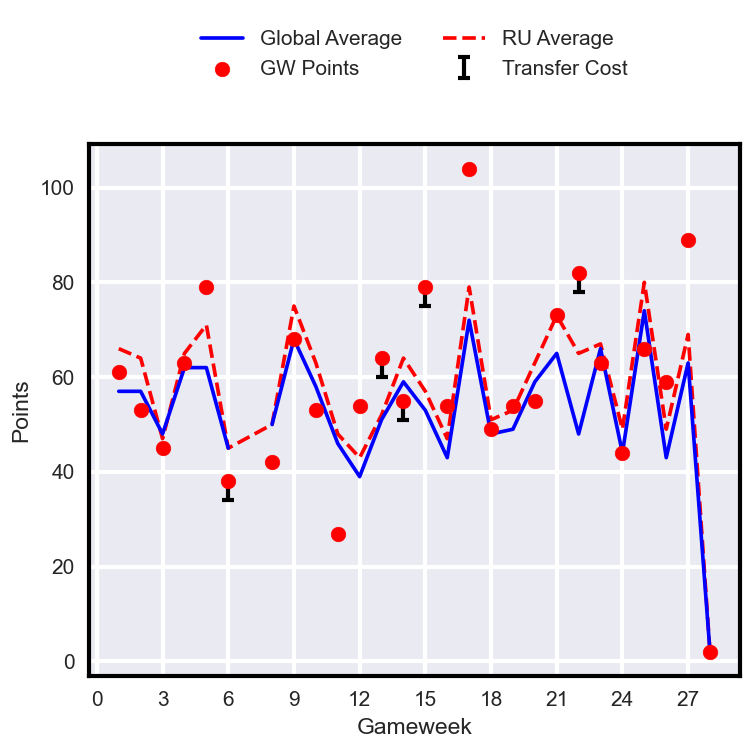 Global Average
RU Average
GW Points
Transfer Cost
100
80
60
40
20
0
Points
0 3 6 9 12 15 18 21 24 27
Gameweek